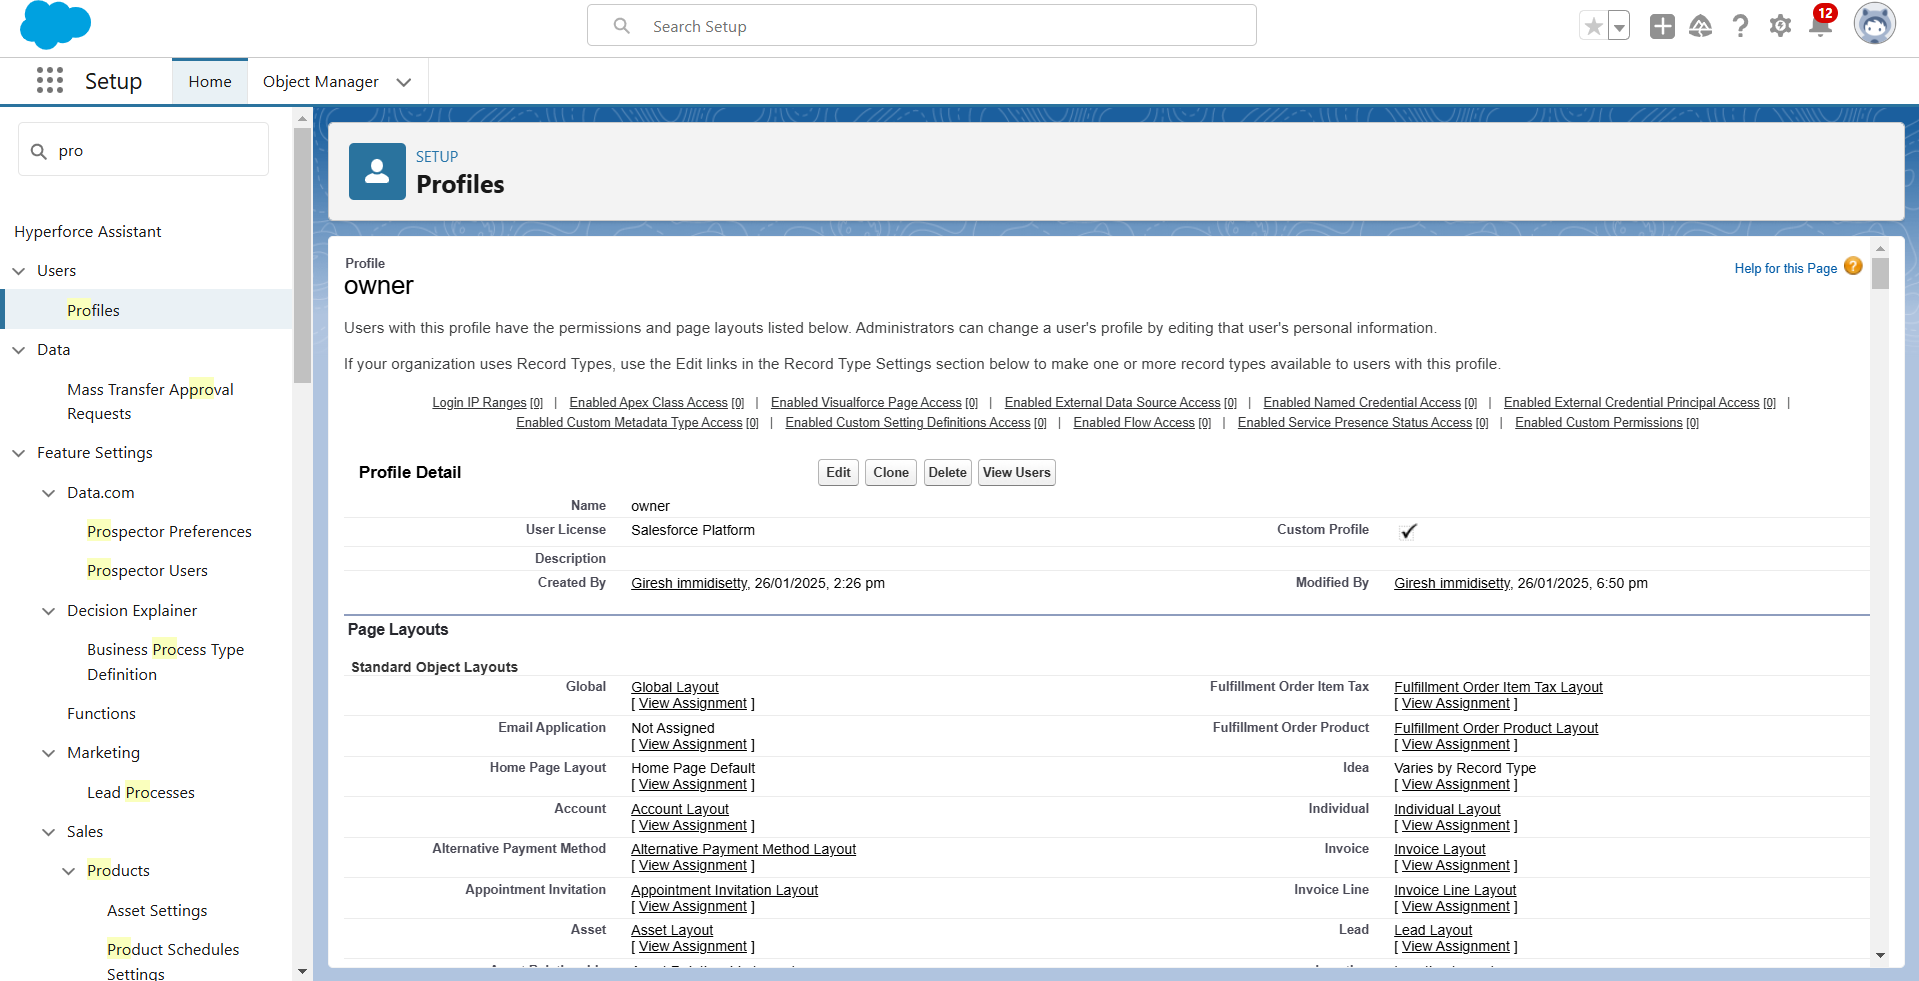 Search Setup
12
Setup
Home
Object Manager
pro
Hyperforce Assistant
Users
Profiles
Data
Mass Transfer Approval
Requests
Feature Settings
Data.com
Prospector Preferences
Prospector Users
Decision Explainer
Business Process Type
Definition
Functions
Marketing
Lead Processes
Sales
Products
Asset Settings
Product Schedules
Settings
SETUP
Profiles
Profile
owner
Help for this Page ?
Users with this profile have the permissions and page layouts listed below. Administrators can change a user's profile by editing that user's personal information.
If your organization uses Record Types, use the Edit links in the Record Type Settings section below to make one or more record types available to users with this profile.
Login IP Ranges [0] | Enabled Apex Class Access [0] | Enabled Visualforce Page Access [0] | Enabled External Data Source Access [0] | Enabled Named Credential Access [0] | Enabled External Credential Principal Access [0] |
Enabled Custom Metadata Type Access [0] | Enabled Custom Setting Definitions Access [0] | Enabled Flow Access [0] | Enabled Service Presence Status Access [0] | Enabled Custom Permissions [0]
Profile Detail Edit Clone Delete View Users
Name owner
User License Salesforce Platform Custom Profile
Description
Created By Giresh immidisetty, 26/01/2025, 2:26 pm Modified By Giresh immidisetty, 26/01/2025, 6:50 pm
Page Layouts
Standard Object Layouts
Global Global Layout Fulfillment Order Item Tax Fulfillment Order Item Tax Layout
[ View Assignment ] [ View Assignment ]
Email Application Not Assigned Fulfillment Order Product Fulfillment Order Product Layout
[ View Assignment ] [ View Assignment ]
Home Page Layout Home Page Default Idea Varies by Record Type
[ View Assignment ] [ View Assignment ]
Account Account Layout Individual Individual Layout
[ View Assignment ] [ View Assignment ]
Alternative Payment Method Alternative Payment Method Layout Invoice Invoice Layout
[ View Assignment ] [ View Assignment ]
Appointment Invitation Appointment Invitation Layout Invoice Line Invoice Line Layout
[ View Assignment ] [ View Assignment ]
Asset Asset Layout Lead Lead Layout
[ View Assignment ] [ View Assignment ]